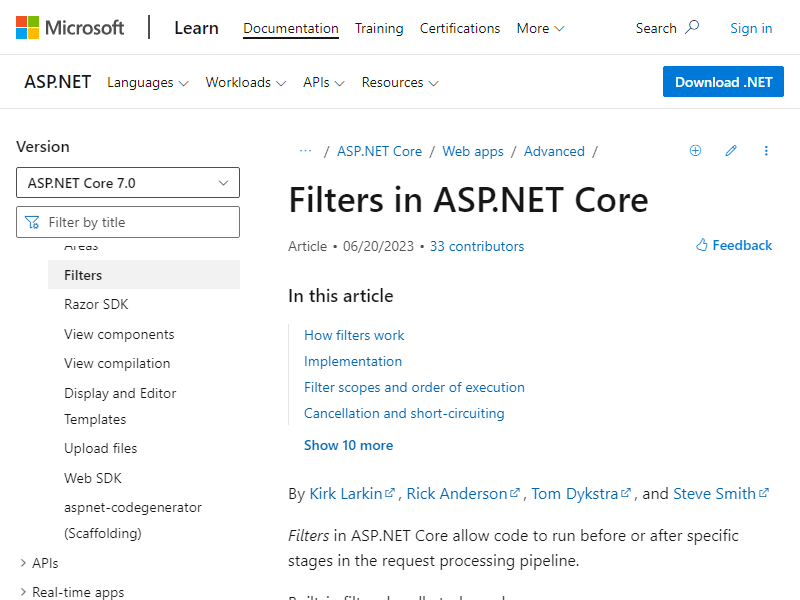 Microsoft Learn Documentation Training Certifications More Search Sign in
ASP.NET Languages Workloads APIs Resources Download .NET
Version
ASP.NET Core 7.0
Filter by title
Areas
Filters
Razor SDK
View components
View compilation
Display and Editor
Templates
Upload files
Web SDK
aspnet-codegenerator
(Scaffolding)
APIs
Real-time apps
··· / ASP.NET Core / Web apps / Advanced /
Filters in ASP.NET Core
Article • 06/20/2023 • 33 contributors
Feedback
In this article
How filters work
Implementation
Filter scopes and order of execution
Cancellation and short-circuiting
Show 10 more
By Kirk Larkin, Rick Anderson, Tom Dykstra, and Steve Smith
Filters in ASP.NET Core allow code to run before or after specific
stages in the request processing pipeline.